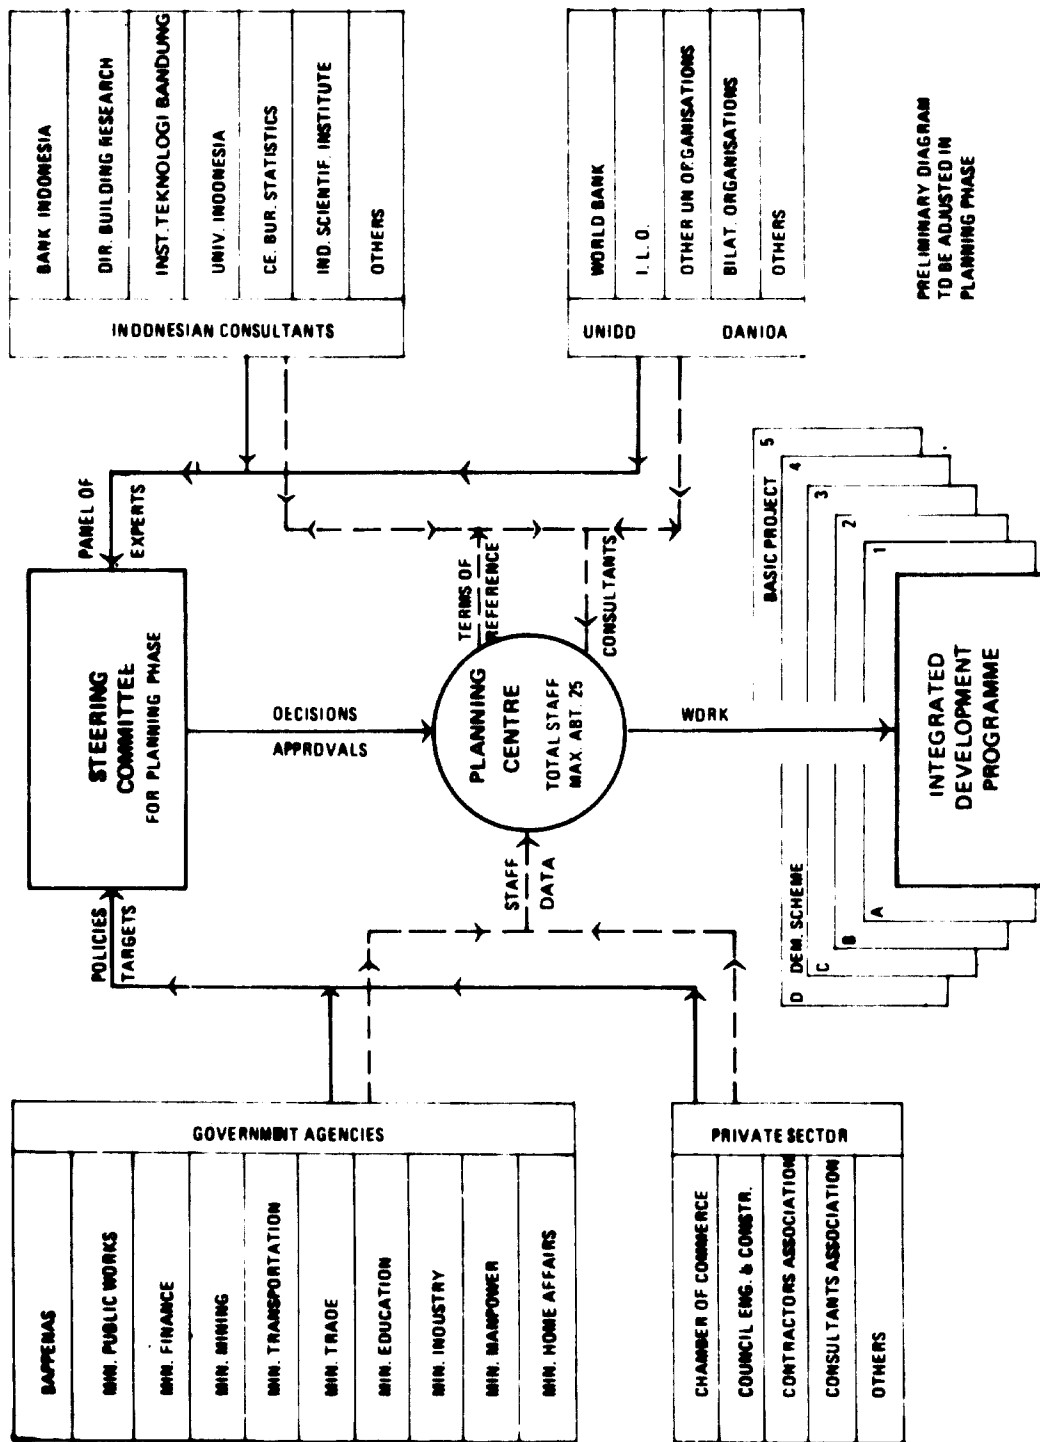 BAPPENAS
MIN. PUBLIC WORKS
MIN. FINANCE
MIN. MINING
MIN. TRANSPORTATION
MIN. TRADE
MIN. EDUCATION
MIN. INDUSTRY
MIN. MANPOWER
MIN. HOME AFFAIRS
GOVERNMENT AGENCIES
CHAMBER OF COMMERCE
COUNCIL ENG. & CONSTR.
CONTRACTORS ASSOCIATION
CONSULTANTS ASSOCIATION
OTHERS
PRIVATE SECTOR
POLICIES
TARGETS
STAFF
DATA
STEERING
COMMITTEE
FOR PLANNING PHASE
DECISIONS
APPROVALS
PLANNING
CENTRE
TOTAL STAFF
MAX. ABT. 25
WORK
PANEL OF
EXPERTS
TERMS OF
REFERENCE
CONSULTANTS
D DEM. SCHEME
C
B
A
BASIC PROJECT 5
4
3
2
1
INTEGRATED
DEVELOPMENT
PROGRAMME
INDONESIAN CONSULTANTS
BANK INDONESIA
DIR. BUILDING RESEARCH
INST. TEKNOLOGI BANDUNG
UNIV. INDONESIA
CE. BUR. STATISTICS
IND. SCIENTIF. INSTITUTE
OTHERS
UNIDO DANIDA
WORLD BANK
I.L.O.
OTHER UN ORGANISATIONS
BILAT. ORGANISATIONS
OTHERS
PRELIMINARY DIAGRAM
TO BE ADJUSTED IN
PLANNING PHASE